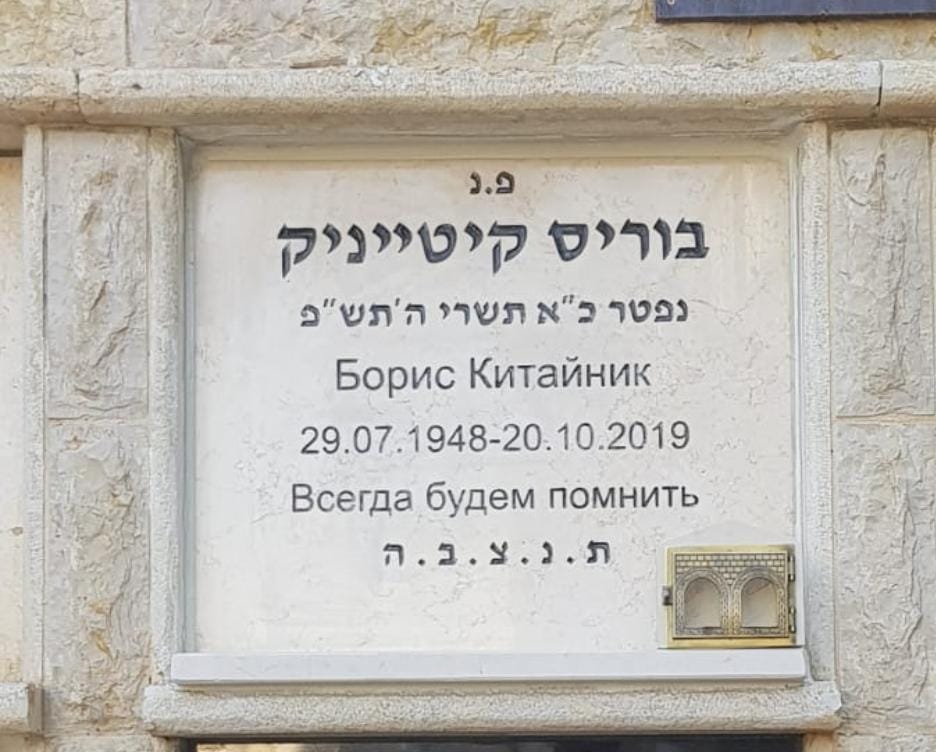 פ.נ
בוריס קיטייניק
נפטר כ"א תשרי ה'תש"פ
Борис Китайник
29.07.1948-20.10.2019
Всегда будем помнить
ת.נ.צ.ב.ה